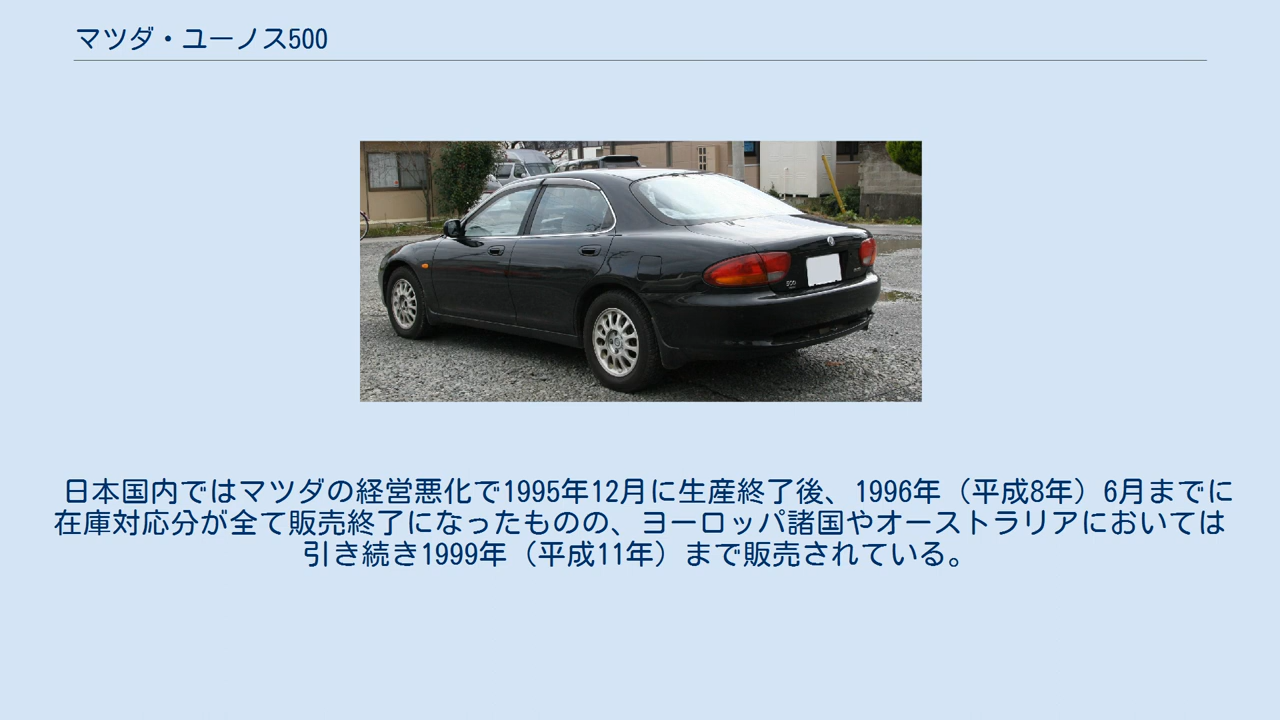 マツダ・ユーノス500
500
日本国内ではマツダの経営悪化で1995年12月に生産終了後、1996年（平成8年）6月までに
在庫対応分が全て販売終了になったものの、ヨーロッパ諸国やオーストラリアにおいては
引き続き1999年（平成11年）まで販売されている。